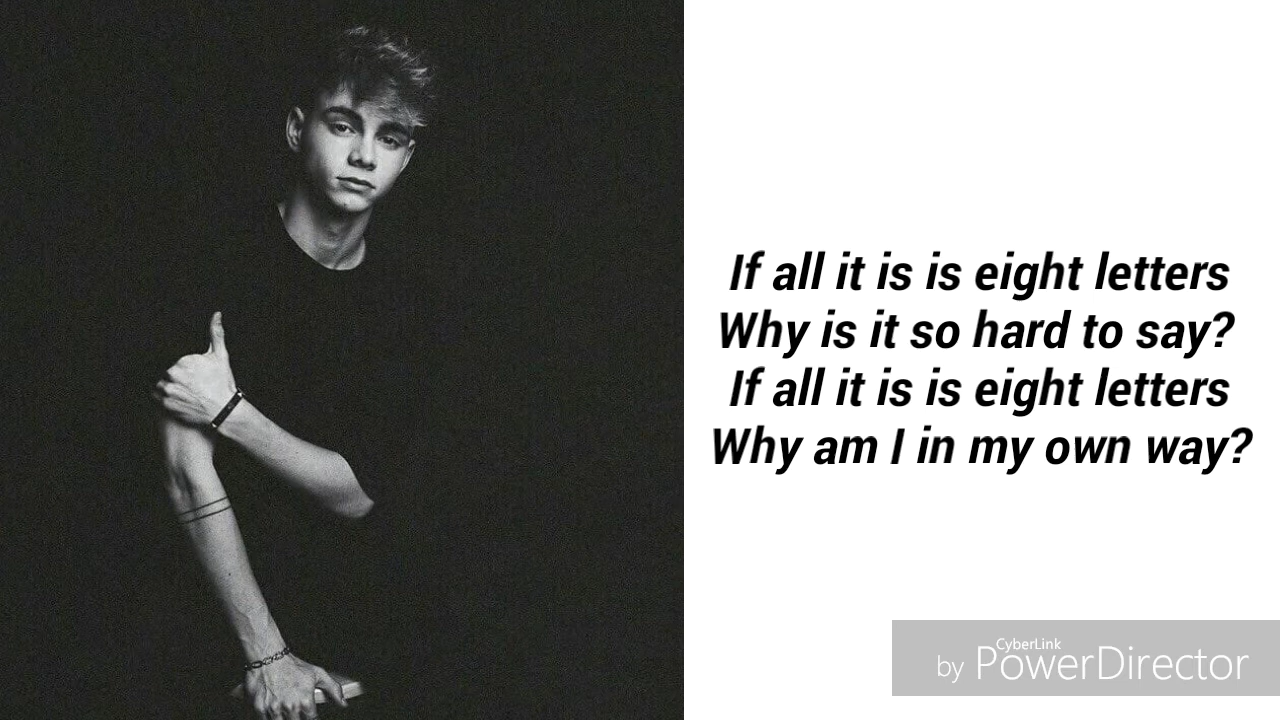 If all it is is eight letters
Why is it so hard to say?
If all it is is eight letters
Why am I in my own way?
CyberLink
by PowerDirector